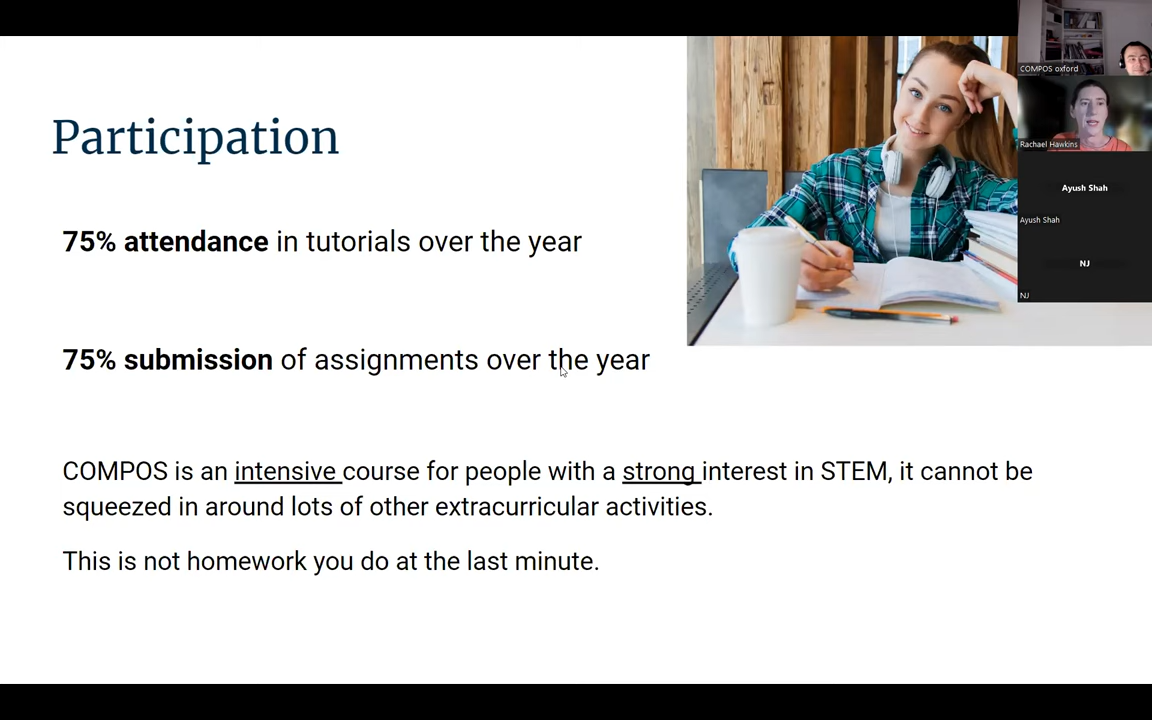 Participation
75% attendance in tutorials over the year
75% submission of assignments over the year
COMPOS is an intensive course for people with a strong interest in STEM, it cannot be
squeezed in around lots of other extracurricular activities.
This is not homework you do at the last minute.
COMPOS oxford
Rachael Hawkins
Ayush Shah
Ayush Shah
NJ
NJ